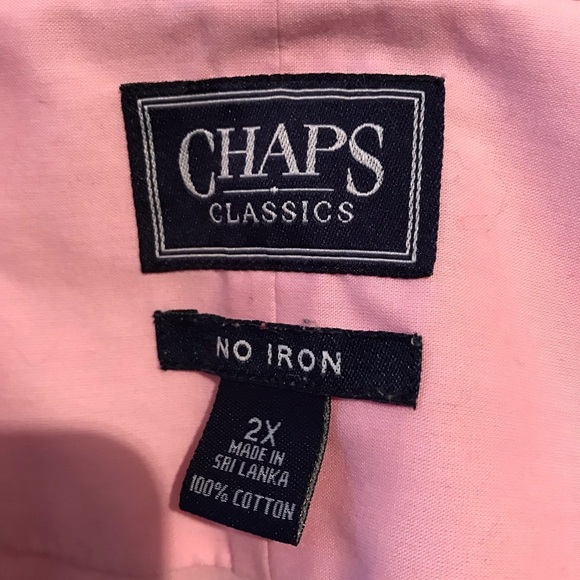 CHAPS
CLASSICS
NO IRON
2X
MADE IN
SRI LANKA
100% COTTON